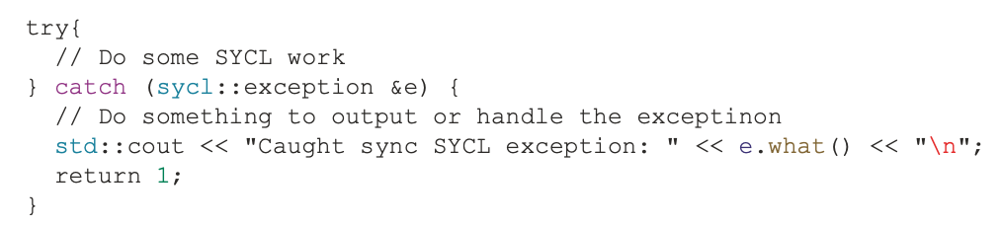 try{
  // Do some SYCL work
} catch (sycl::exception &e) {
  // Do something to output or handle the exceptinon
  std::cout << "Caught sync SYCL exception: " << e.what() << "\n";
  return 1;
}